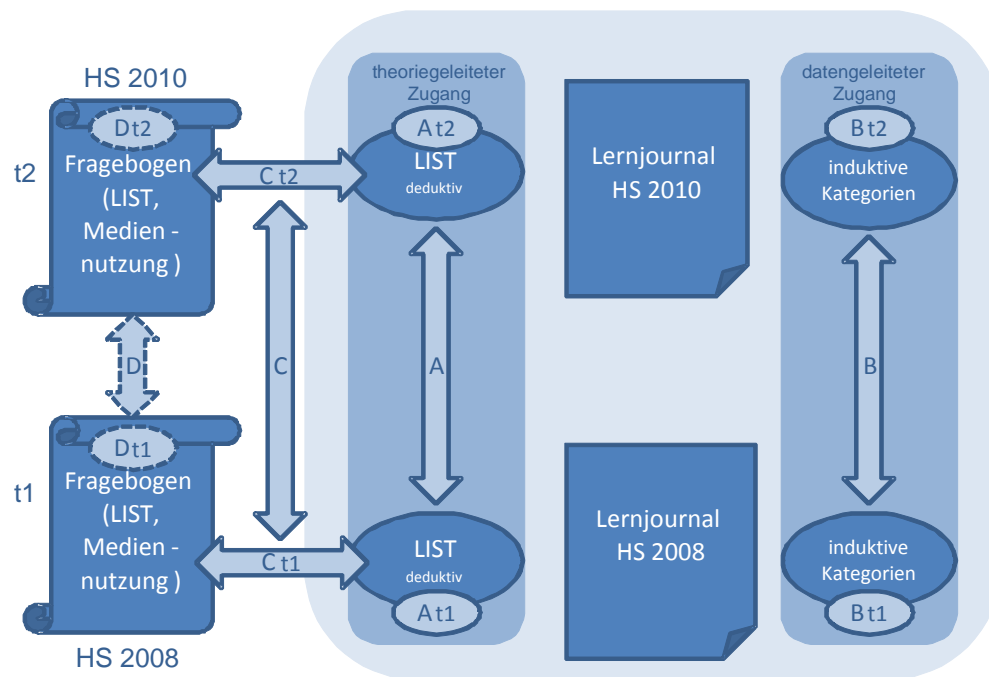 HS 2010
theoriegeleiteter
Zugang
datengeleiteter
Zugang
t2
Dt2
Fragebogen
(LIST,
Medien -
nutzung )
C t2
A t2
LIST
deduktiv
Lernjournal
HS 2010
B t2
induktive
Kategorien
D
C
A
B
t1
Dt1
Fragebogen
(LIST,
Medien -
nutzung )
C t1
LIST
deduktiv
A t1
Lernjournal
HS 2008
induktive
Kategorien
B t1
HS 2008